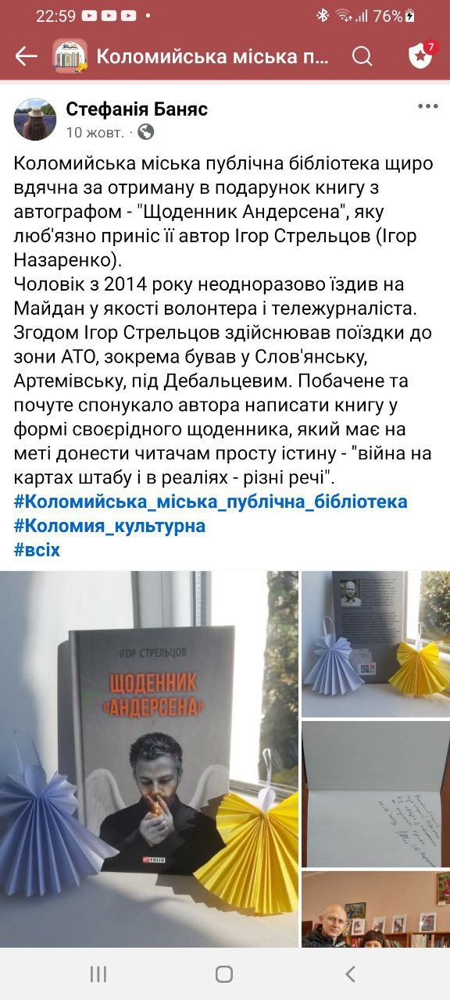 22:59
76%
Коломийська міська п...
7
Стефанія Баняс
10 жовт. ·
Коломийська міська публічна бібліотека щиро
вдячна за отриману в подарунок книгу з
автографом - "Щоденник Андерсена", яку
люб'язно приніс її автор Ігор Стрельцов (Ігор
Назаренко).
Чоловік з 2014 року неодноразово їздив на
Майдан у якості волонтера і тележурналіста.
Згодом Ігор Стрельцов здійснював поїздки до
зони АТО, зокрема бував у Слов'янську,
Артемівську, під Дебальцевим. Побачене та
почуте спонукало автора написати книгу у
формі своєрідного щоденника, який має на
меті донести читачам просту істину - "війна на
картах штабу і в реаліях - різні речі".
#Коломийська_міська_публічна_бібліотека
#Коломия_культурна
#всіх
ІГОР СТРЕЛЬЦОВ
ЩОДЕННИК
«АНДЕРСЕНА»
FOLIO